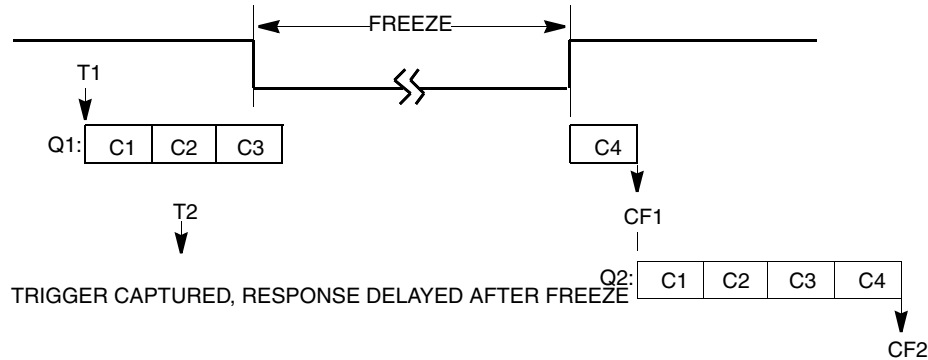 FREEZE
T1
Q1: C1 C2 C3 C4
T2
CF1
Q2: C1 C2 C3 C4
TRIGGER CAPTURED, RESPONSE DELAYED AFTER FREEZE
CF2